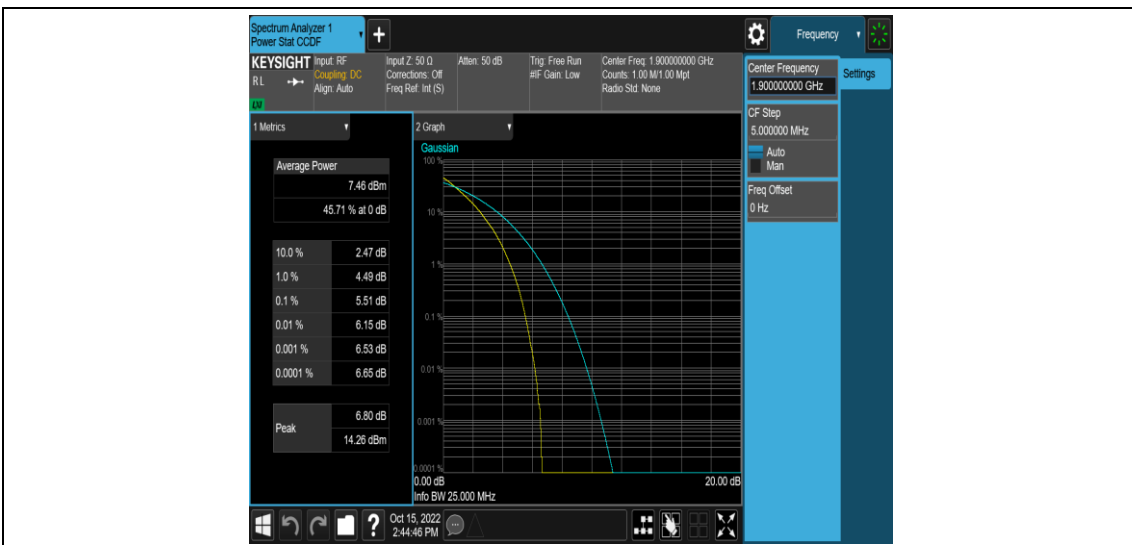 Spectrum Analyzer 1
Power Stat CCDF
+
Frequency
KEYSIGHT
RL
LXI
Input: RF
Coupling: DC
Align: Auto
Input Z: 50 Ω
Corrections: Off
Freq Ref: Int (S)
Atten: 50 dB
Trig: Free Run
#IF Gain: Low
Center Freq: 1.900000000 GHz
Counts: 1.00 M/1.00 Mpt
Radio Std: None
Center Frequency
1.900000000 GHz
Settings
CF Step
5.000000 MHz
Auto
Man
Freq Offset
0 Hz
1 Metrics
Average Power
7.46 dBm
45.71 % at 0 dB
10.0 % 2.47 dB
1.0 % 4.49 dB
0.1 % 5.51 dB
0.01 % 6.15 dB
0.001 % 6.53 dB
0.0001 % 6.65 dB
Peak
6.80 dB
14.26 dBm
2 Graph
Gaussian
100 %
10 %
1 %
0.1 %
0.01 %
0.001 %
0.0001 %
0.00 dB 20.00 dB
Info BW 25.000 MHz
?
Oct 15, 2022
2:44:46 PM